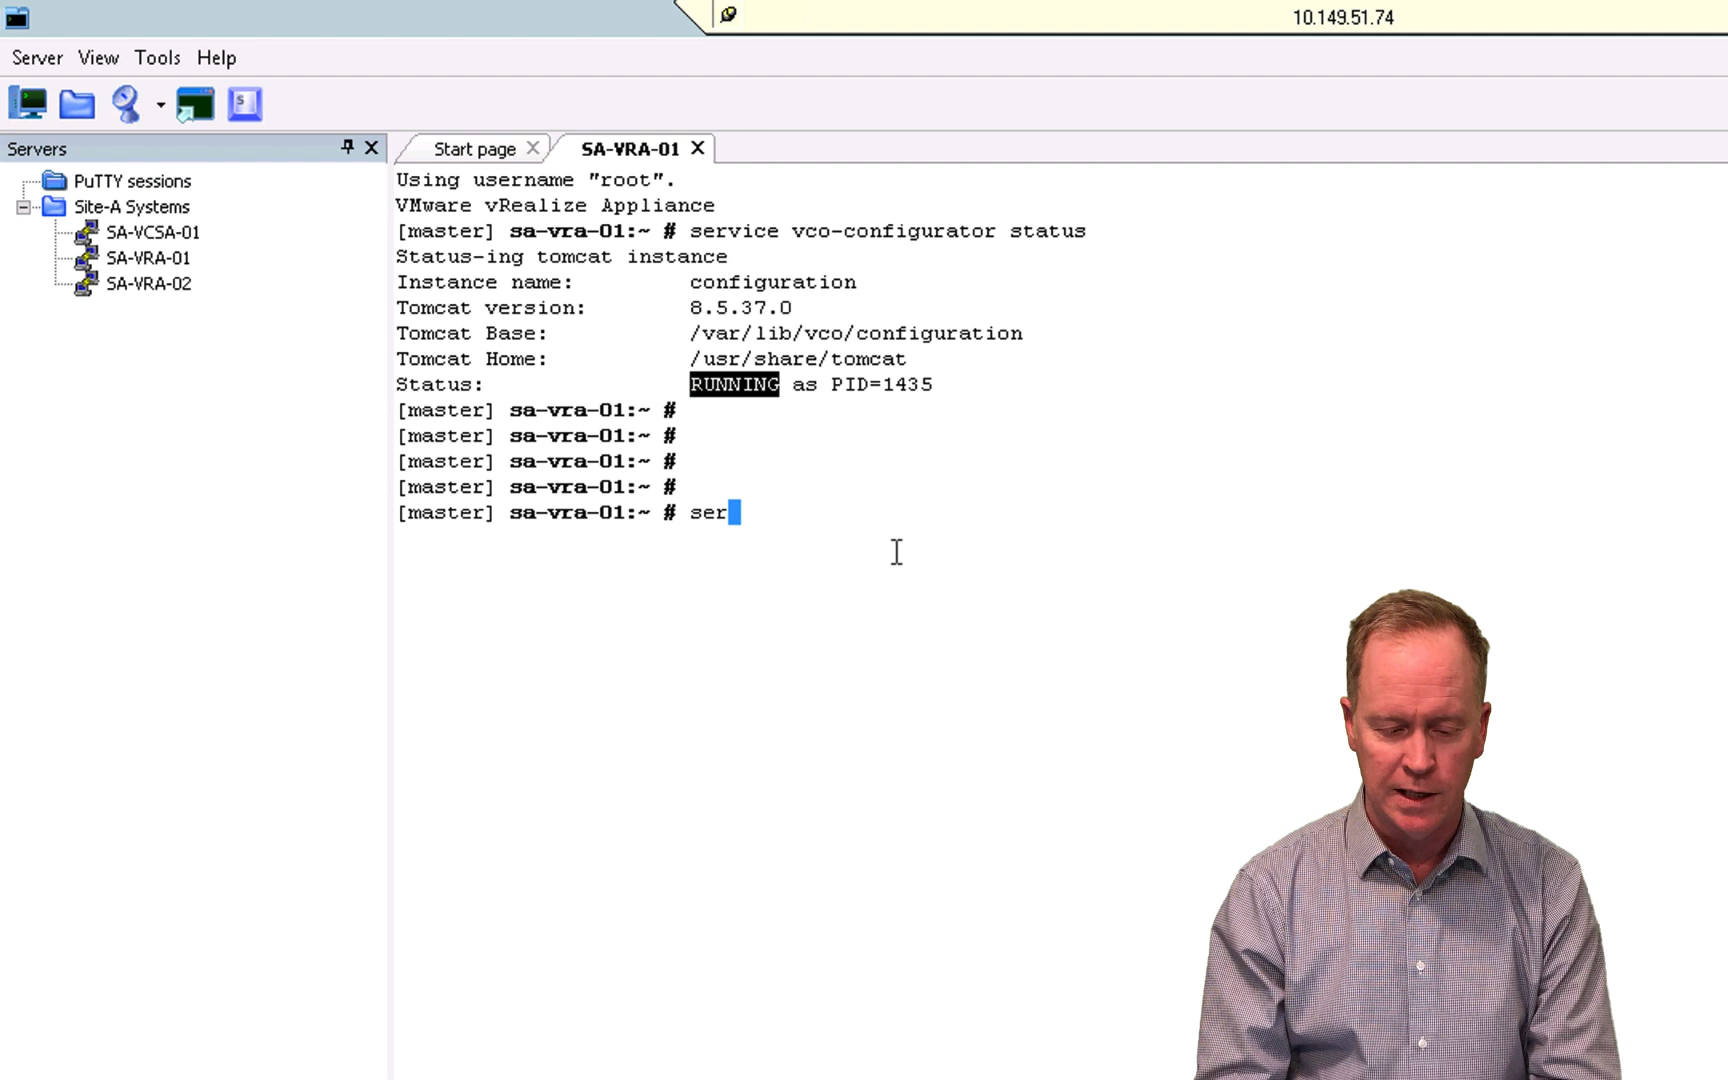 10.149.51.74
Server View Tools Help
Servers
PuTTY sessions
Site-A Systems
SA-VCSA-01
SA-VRA-01
SA-VRA-02
Start page
SA-VRA-01
Using username "root".
VMware vRealize Appliance
[master] sa-vra-01:~ # service vco-configurator status
Status-ing tomcat instance
Instance name: configuration
Tomcat version: 8.5.37.0
Tomcat Base: /var/lib/vco/configuration
Tomcat Home: /usr/share/tomcat
Status: RUNNING as PID=1435
[master] sa-vra-01:~ #
[master] sa-vra-01:~ #
[master] sa-vra-01:~ #
[master] sa-vra-01:~ #
[master] sa-vra-01:~ # ser